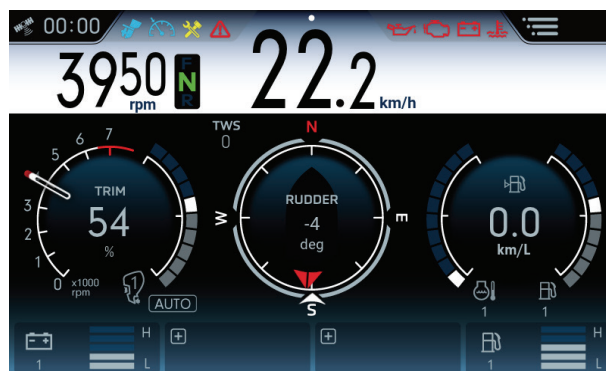 00:00
3950
rpm
F
N
R
22.2
km/h
TWS
0
0
1
2
3
5
6
7
x1000
rpm
TRIM
54
%
1
AUTO
N
W
E
S
RUDDER
-4
deg
0.0
km/L
1
1
1
H
L
1
H
L